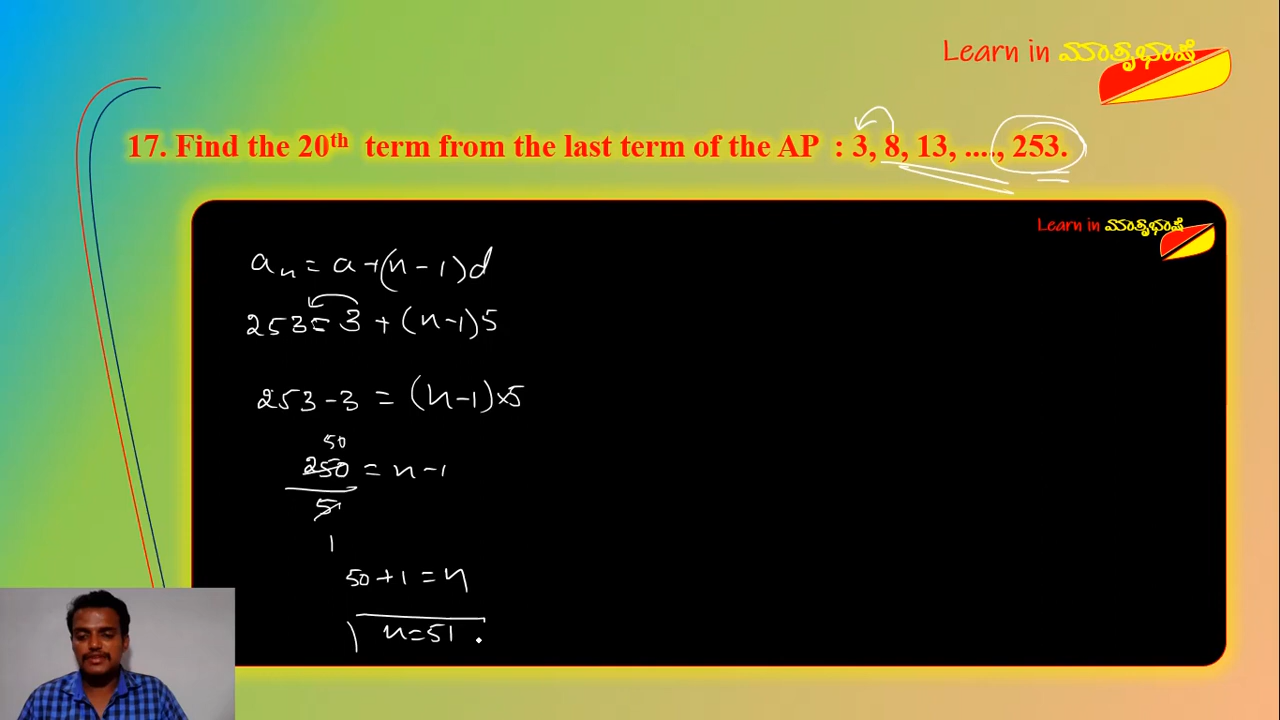 Learn in ಮಾತೃಭಾಷೆ
17. Find the 20th term from the last term of the AP : 3, 8, 13, ...., 253.
Learn in ಮಾತೃಭಾಷೆ
aₙ = a + (n - 1)d
253 = 3 + (n-1)5
253 - 3 = (n-1)×5
50
250 = n - 1
5
1
50 + 1 = n
n = 51.